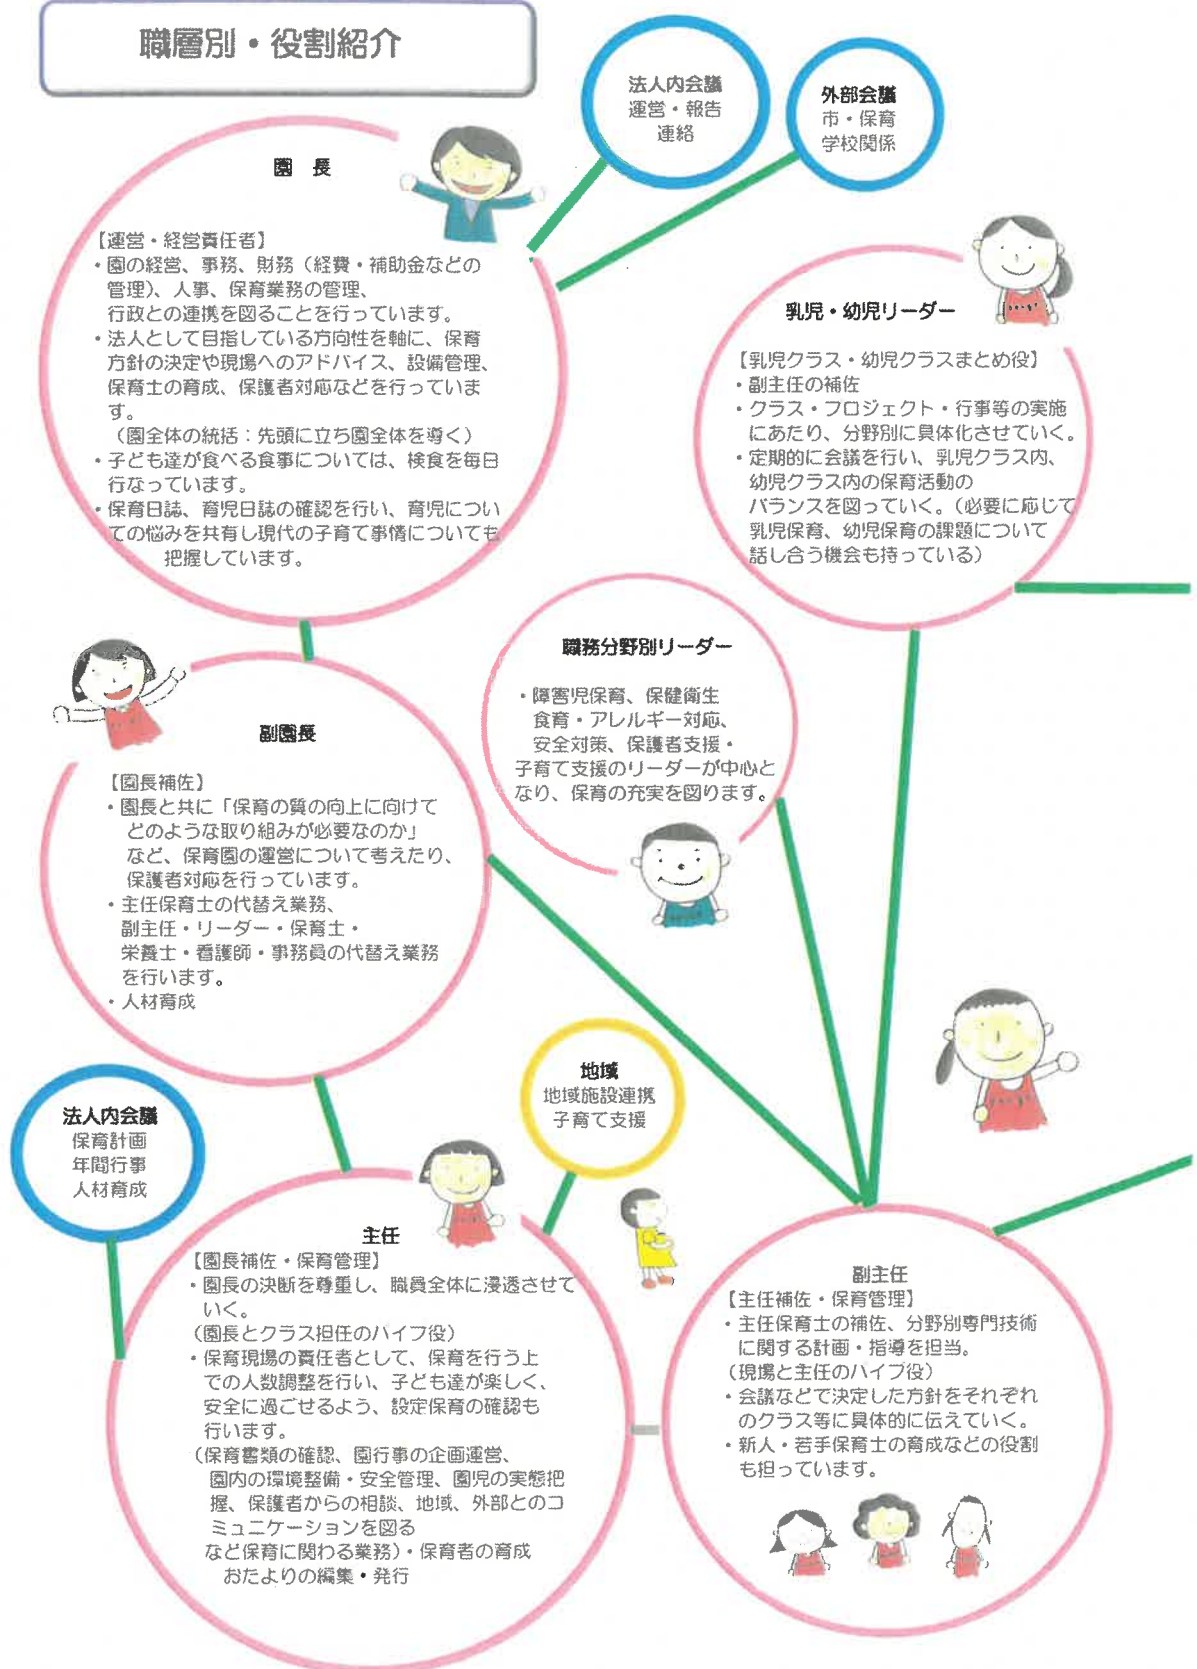 職層別・役割紹介
法人内会議
運営・報告
連絡
外部会議
市・保育
学校関係
園 長
【運営・経営責任者】
・園の経営、事務、財務（経費・補助金などの
管理）、人事、保育業務の管理、
行政との連携を図ることを行っています。
・法人として目指している方向性を軸に、保育
方針の決定や現場へのアドバイス、設備管理、
保育士の育成、保護者対応などを行っていま
す。
（園全体の統括：先頭に立ち園全体を導く）
・子ども達が食べる食事については、検食を毎日
行なっています。
・保育日誌、育児日誌の確認を行い、育児につい
ての悩みを共有し現代の子育て事情についても
把握しています。
乳児・幼児リーダー
【乳児クラス・幼児クラスまとめ役】
・副主任の補佐
・クラス・プロジェクト・行事等の実施
にあたり、分野別に具体化させていく。
・定期的に会議を行い、乳児クラス内、
幼児クラス内の保育活動の
バランスを図っていく。（必要に応じて
乳児保育、幼児保育の課題について
話し合う機会も持っている）
職務分野別リーダー
・障害児保育、保健衛生
食育・アレルギー対応、
安全対策、保護者支援・
子育て支援のリーダーが中心と
なり、保育の充実を図ります。
副園長
【園長補佐】
・園長と共に「保育の質の向上に向けて
どのような取り組みが必要なのか」
など、保育園の運営について考えたり、
保護者対応を行っています。
・主任保育士の代替え業務、
副主任・リーダー・保育士・
栄養士・看護師・事務員の代替え業務
を行います。
・人材育成
地域
地域施設連携
子育て支援
法人内会議
保育計画
年間行事
人材育成
主任
【園長補佐・保育管理】
・園長の決断を尊重し、職員全体に浸透させて
いく。
（園長とクラス担任のパイプ役）
・保育現場の責任者として、保育を行う上
での人数調整を行い、子ども達が楽しく、
安全に過ごせるよう、設定保育の確認も
行います。
（保育書類の確認、園行事の企画運営、
園内の環境整備・安全管理、園児の実態把
握、保護者からの相談、地域、外部とのコ
ミュニケーションを図る
など保育に関わる業務）・保育者の育成
おたよりの編集・発行
副主任
【主任補佐・保育管理】
・主任保育士の補佐、分野別専門技術
に関する計画・指導を担当。
（現場と主任のパイプ役）
・会議などで決定した方針をそれぞれ
のクラス等に具体的に伝えていく。
・新人・若手保育士の育成などの役割
も担っています。